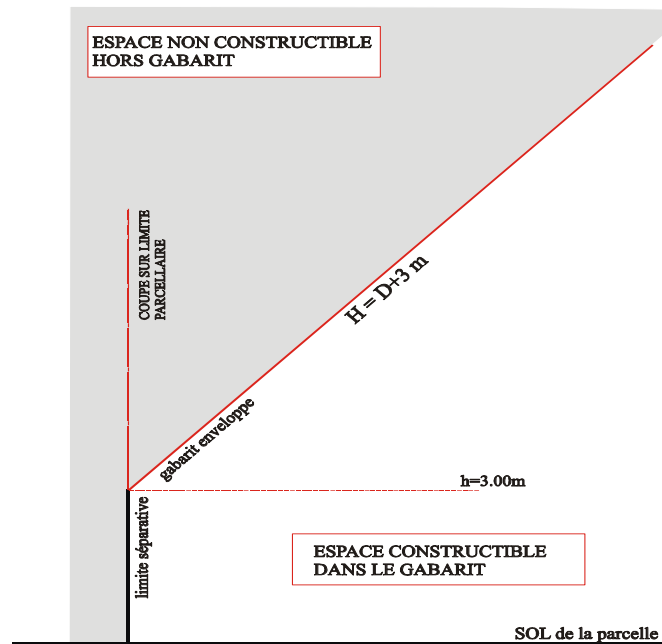 ESPACE NON CONSTRUCTIBLE
HORS GABARIT
COUPE SUR LIMITE
PARCELLAIRE
H = D+3 m
gabarit enveloppe
h=3.00m
limite séparative
ESPACE CONSTRUCTIBLE
DANS LE GABARIT
SOL de la parcelle